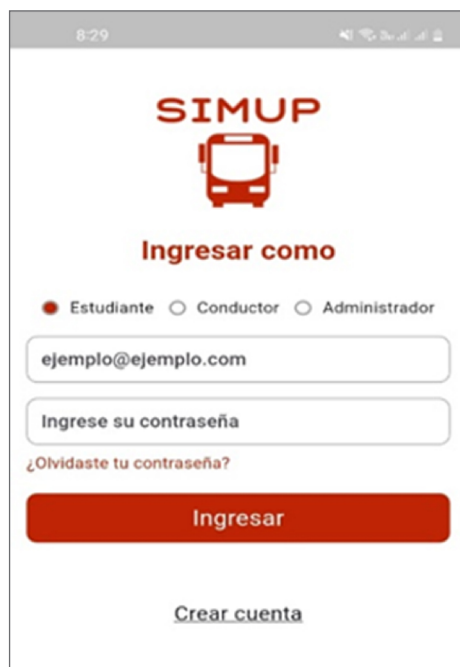 8:29
SIMUP
Ingresar como
Estudiante Conductor Administrador
ejemplo@ejemplo.com
Ingrese su contraseña
¿Olvidaste tu contraseña?
Ingresar
Crear cuenta